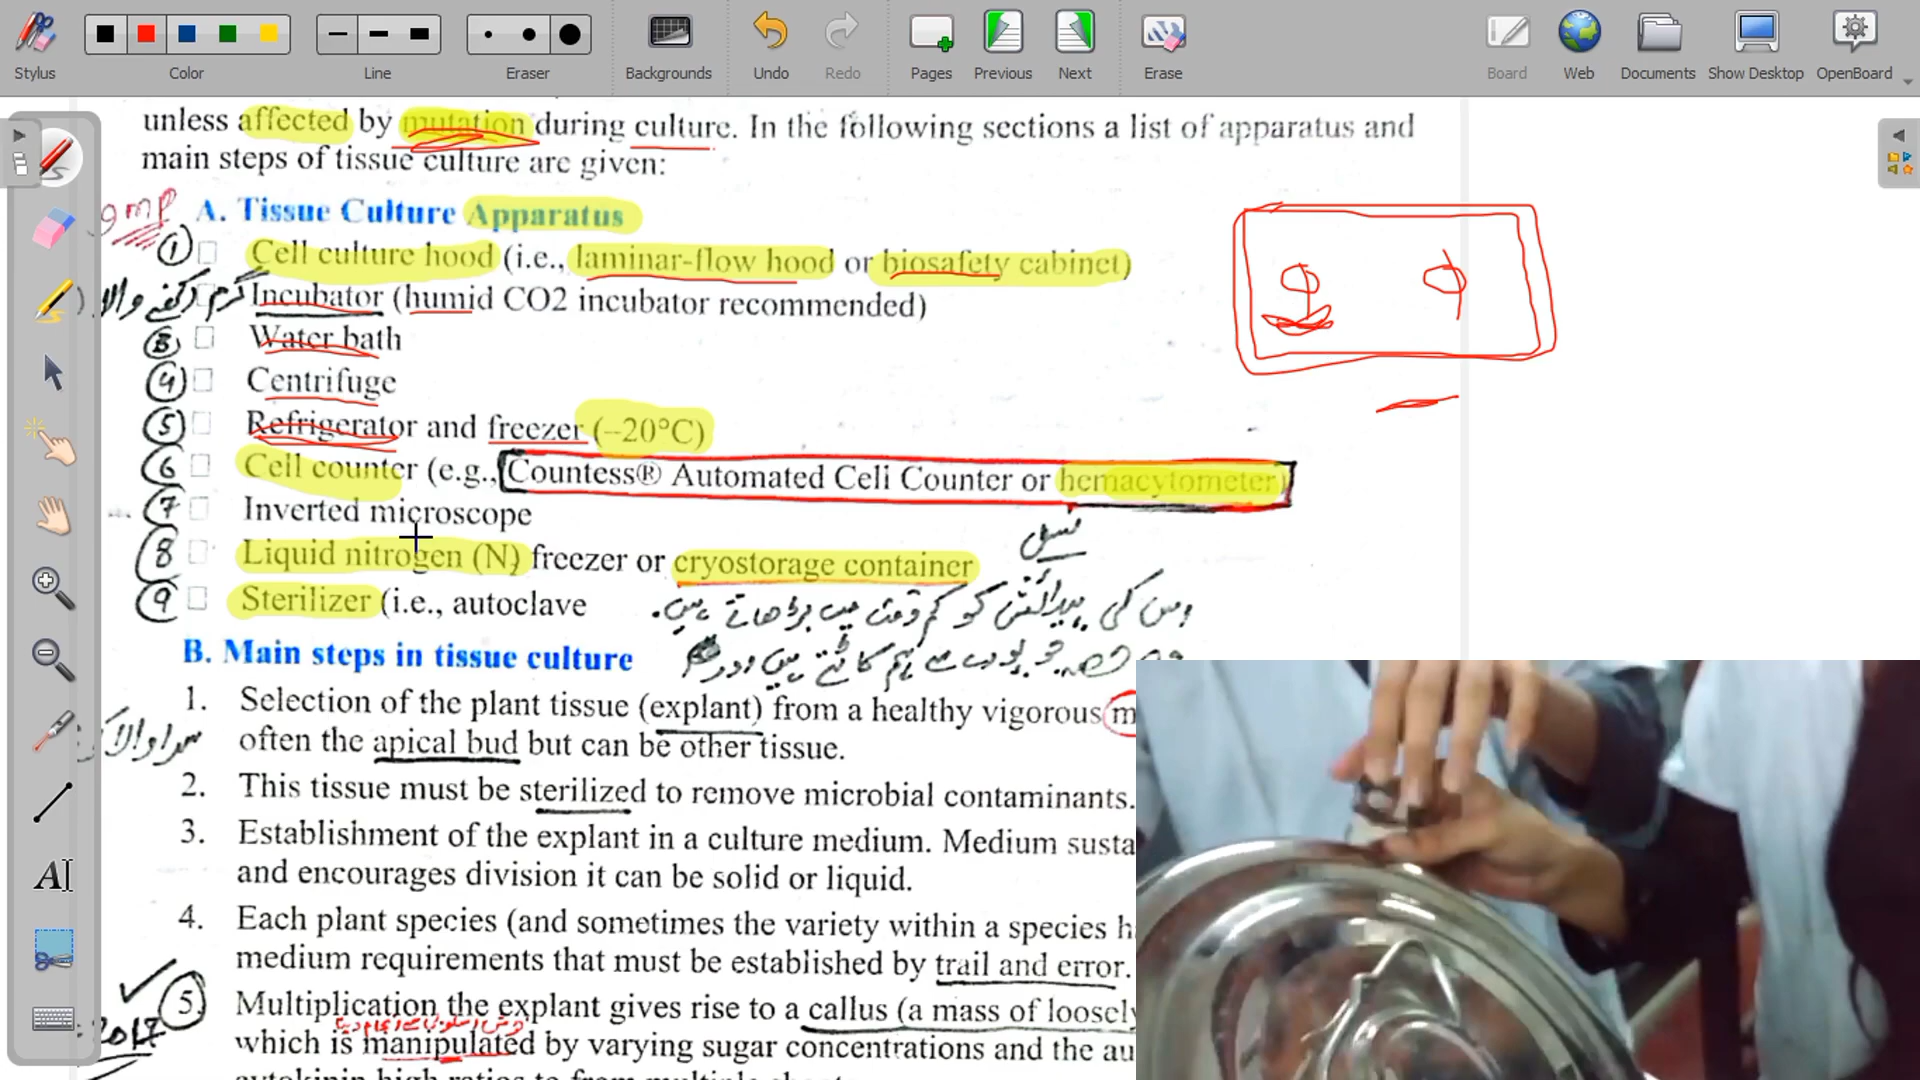 Stylus
Color
Line
Eraser
Backgrounds
Undo
Redo
Pages
Previous
Next
Erase
Board
Web
Documents
Show Desktop
OpenBoard
unless affected by mutation during culture. In the following sections a list of apparatus and
main steps of tissue culture are given:
A. Tissue Culture Apparatus
① Cell culture hood (i.e., laminar-flow hood or biosafety cabinet)
Incubator (humid CO2 incubator recommended)
Water bath
④ Centrifuge
⑤ Refrigerator and freezer (−20°C)
⑥ Cell counter (e.g., Countess® Automated Cell Counter or hemacytometer)
⑦ Inverted microscope
⑧ Liquid nitrogen (N) freezer or cryostorage container
⑨ Sterilizer (i.e., autoclave
B. Main steps in tissue culture
1. Selection of the plant tissue (explant) from a healthy vigorous m
often the apical bud but can be other tissue.
2. This tissue must be sterilized to remove microbial contaminants.
3. Establishment of the explant in a culture medium. Medium susta
and encourages division it can be solid or liquid.
4. Each plant species (and sometimes the variety within a species h
medium requirements that must be established by trail and error.
5 Multiplication the explant gives rise to a callus (a mass of loosely
2017
which is manipulated by varying sugar concentrations and the au